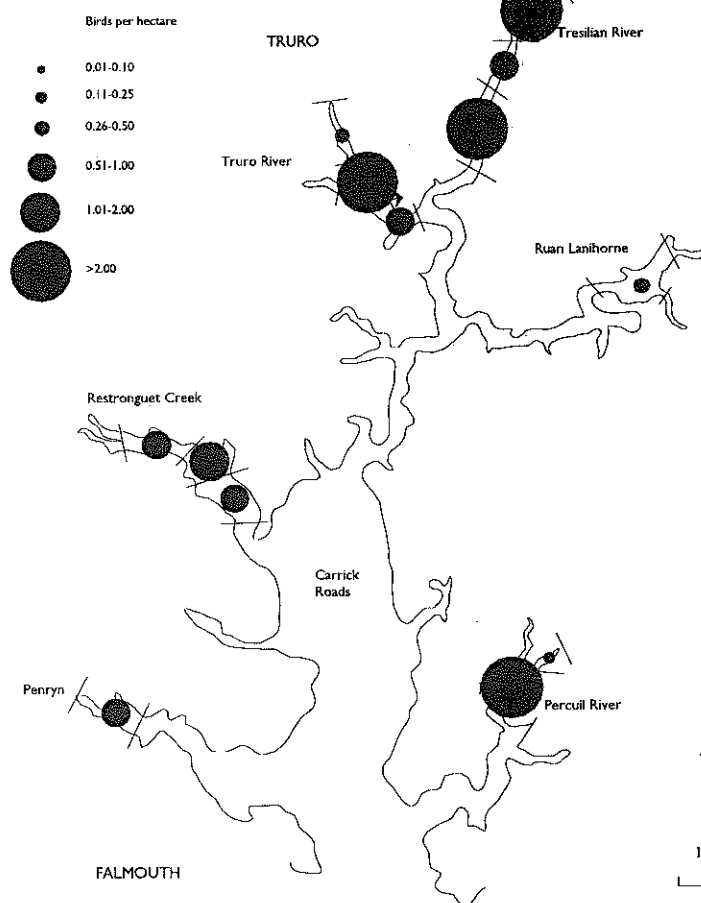 Birds per hectare
0.01-0.10
0.11-0.25
0.26-0.50
0.51-1.00
1.01-2.00
>2.00
TRURO
Tresilian River
Truro River
Ruan Lanihorne
Restronguet Creek
Carrick
Roads
Penryn
Percuil River
FALMOUTH
1